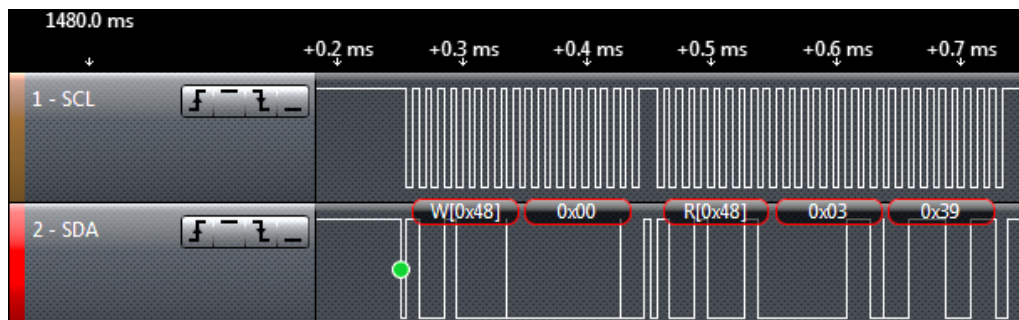 1480.0 ms
+0.2 ms +0.3 ms +0.4 ms +0.5 ms +0.6 ms +0.7 ms
1 - SCL
W[0x48] 0x00 R[0x48] 0x03 0x39
2 - SDA